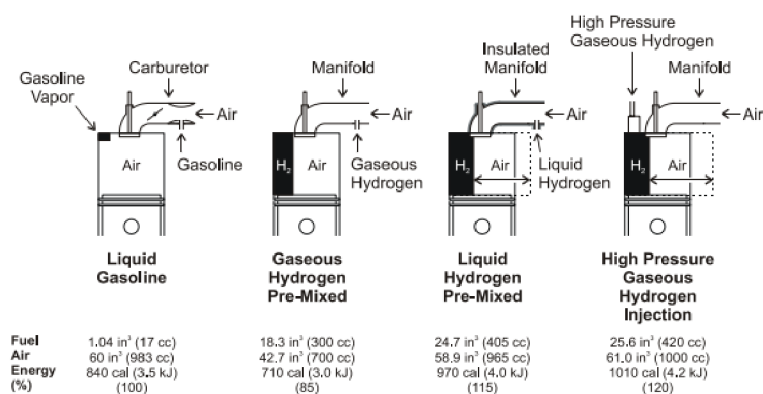 High Pressure
Gaseous Hydrogen
Insulated
Manifold
Gasoline
Vapor
Carburetor
Manifold
Manifold
Air
Air
Air
Air
Air
Gasoline
H₂
Air
Gaseous
Hydrogen
H₂
Air
Liquid
Hydrogen
H₂
Air
Liquid
Gasoline
Gaseous
Hydrogen
Pre-Mixed
Liquid
Hydrogen
Pre-Mixed
High Pressure
Gaseous
Hydrogen
Injection
Fuel 1.04 in³ (17 cc) 18.3 in³ (300 cc) 24.7 in³ (405 cc) 25.6 in³ (420 cc)
Air 60 in³ (983 cc) 42.7 in³ (700 cc) 58.9 in³ (965 cc) 61.0 in³ (1000 cc)
Energy 840 cal (3.5 kJ) 710 cal (3.0 kJ) 970 cal (4.0 kJ) 1010 cal (4.2 kJ)
(%) (100) (85) (115) (120)